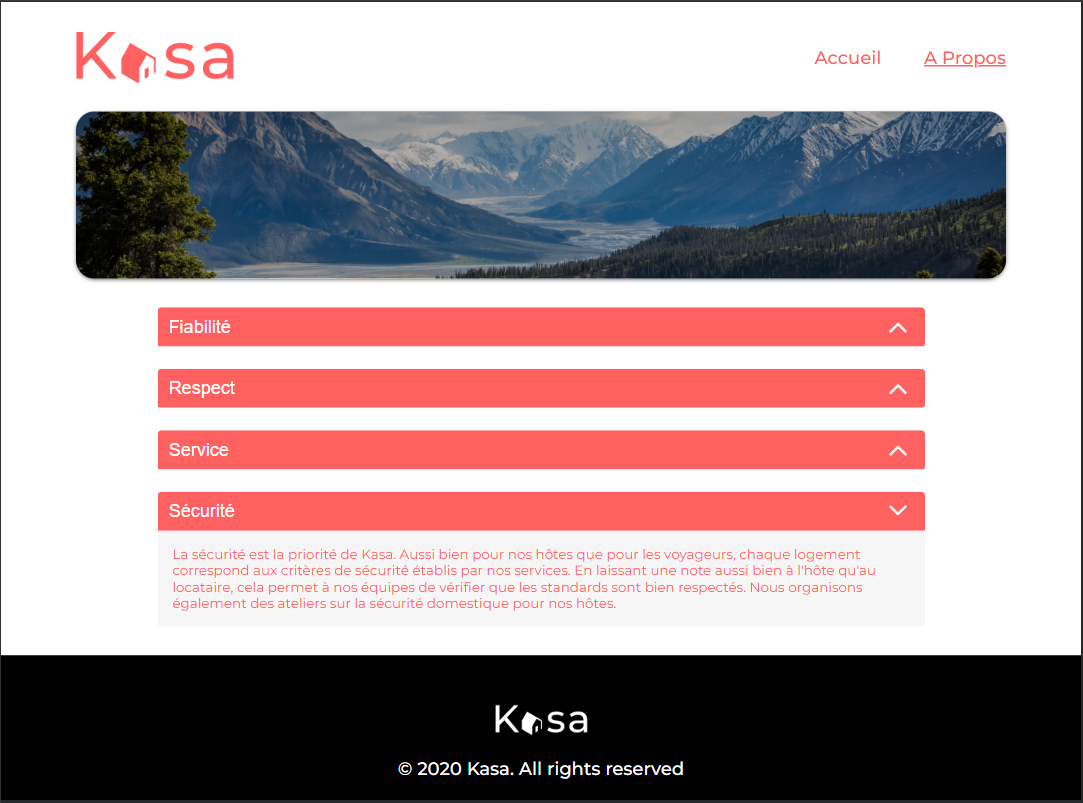 Kasa
Accueil
A Propos
Fiabilité
Respect
Service
Sécurité
La sécurité est la priorité de Kasa. Aussi bien pour nos hôtes que pour les voyageurs, chaque logement
correspond aux critères de sécurité établis par nos services. En laissant une note aussi bien à l'hôte qu'au
locataire, cela permet à nos équipes de vérifier que les standards sont bien respectés. Nous organisons
également des ateliers sur la sécurité domestique pour nos hôtes.
Kasa
© 2020 Kasa. All rights reserved